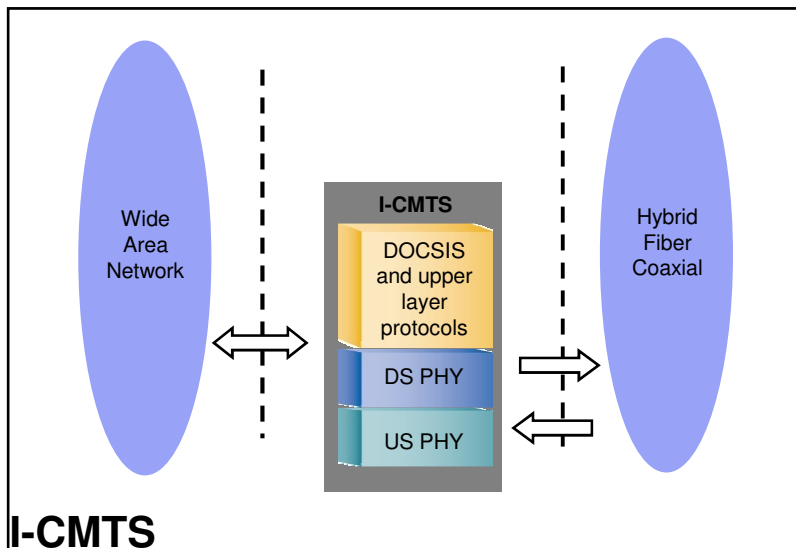 Wide
Area
Network
I-CMTS
DOCSIS
and upper
layer
protocols
DS PHY
US PHY
Hybrid
Fiber
Coaxial
I-CMTS